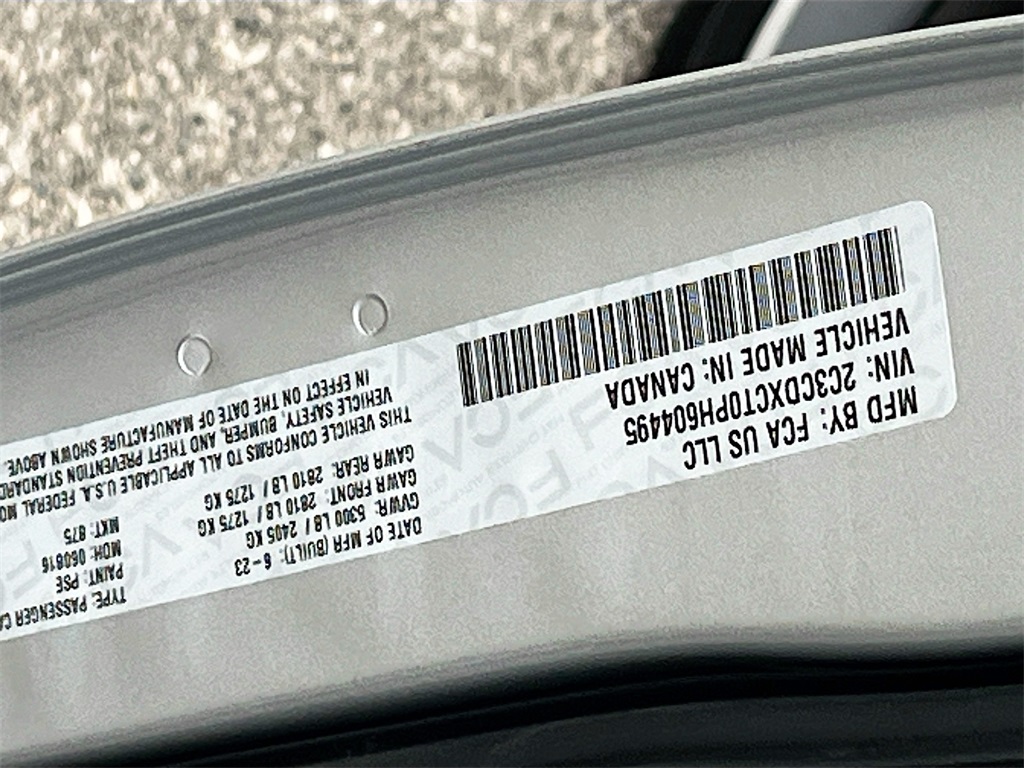 MFD BY: FCA US LLC
VIN: 2C3CDXCT0PH604495
VEHICLE MADE IN: CANADA
DATE OF MFR (BUILT): 6-23
GVWR: 5300 LB / 2405 KG
GAWR FRONT: 2810 LB / 1275 KG
GAWR REAR: 2810 LB / 1275 KG
THIS VEHICLE CONFORMS TO ALL APPLICABLE U.S.A. FEDERAL
VEHICLE SAFETY, BUMPER, AND THEFT PREVENTION
IN EFFECT ON THE DATE OF MANUFACTURE SHOWN ABOVE.
TYPE: PASSENGER
PAINT: PSE
MDH: 060816
MKT: 875